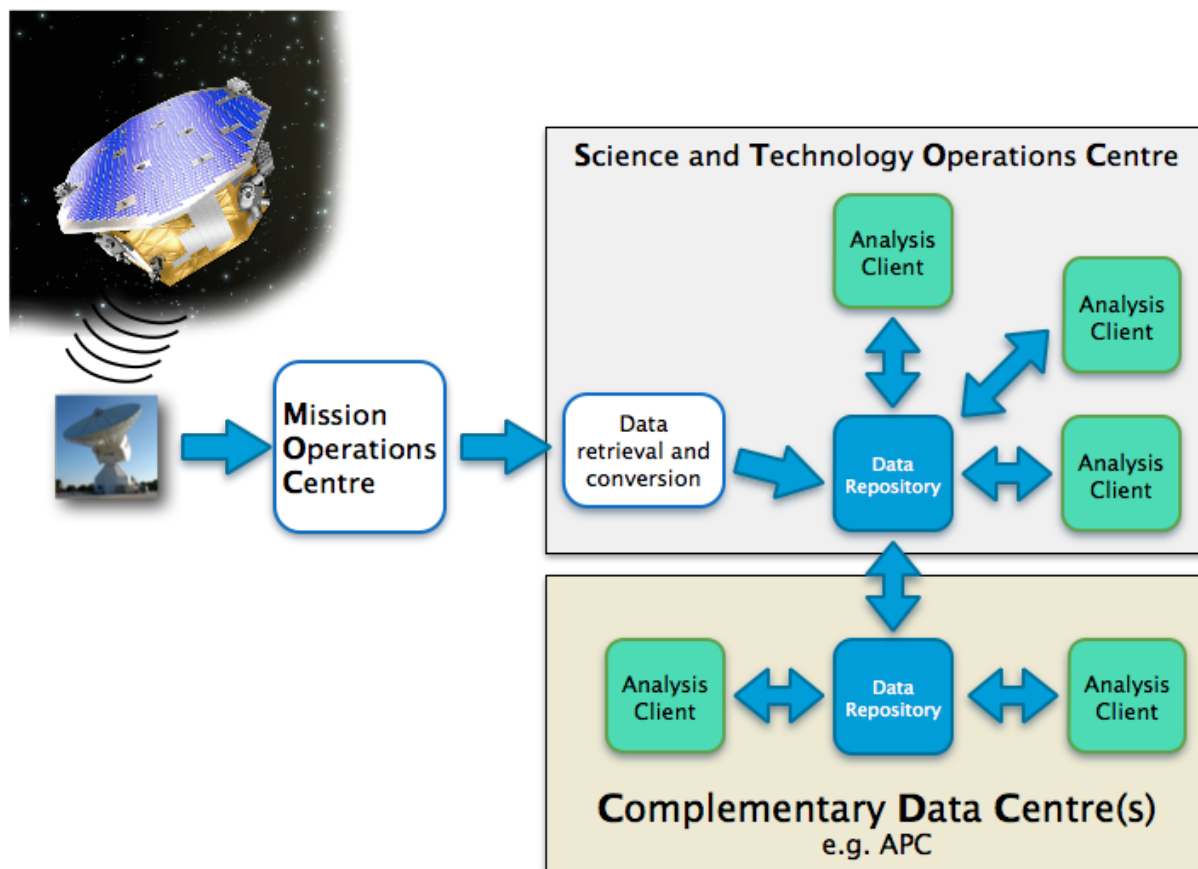 Science and Technology Operations Centre
Analysis
Client
Analysis
Client
Mission
Operations
Centre
Data
retrieval and
conversion
Data
Repository
Analysis
Client
Analysis
Client
Data
Repository
Analysis
Client
Complementary Data Centre(s)
e.g. APC